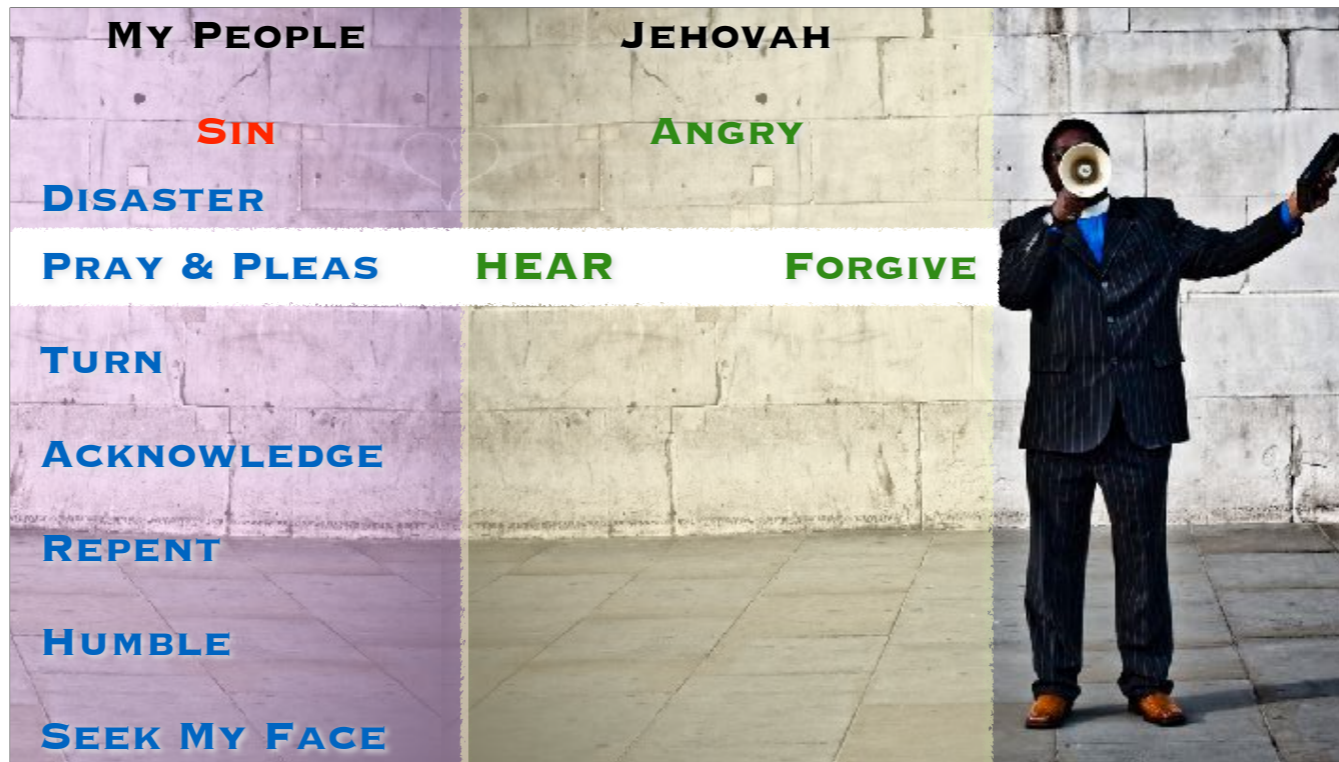 My People Jehovah
Sin Angry
Disaster
Pray & Pleas HEAR Forgive
Turn
Acknowledge
Repent
Humble
Seek My Face